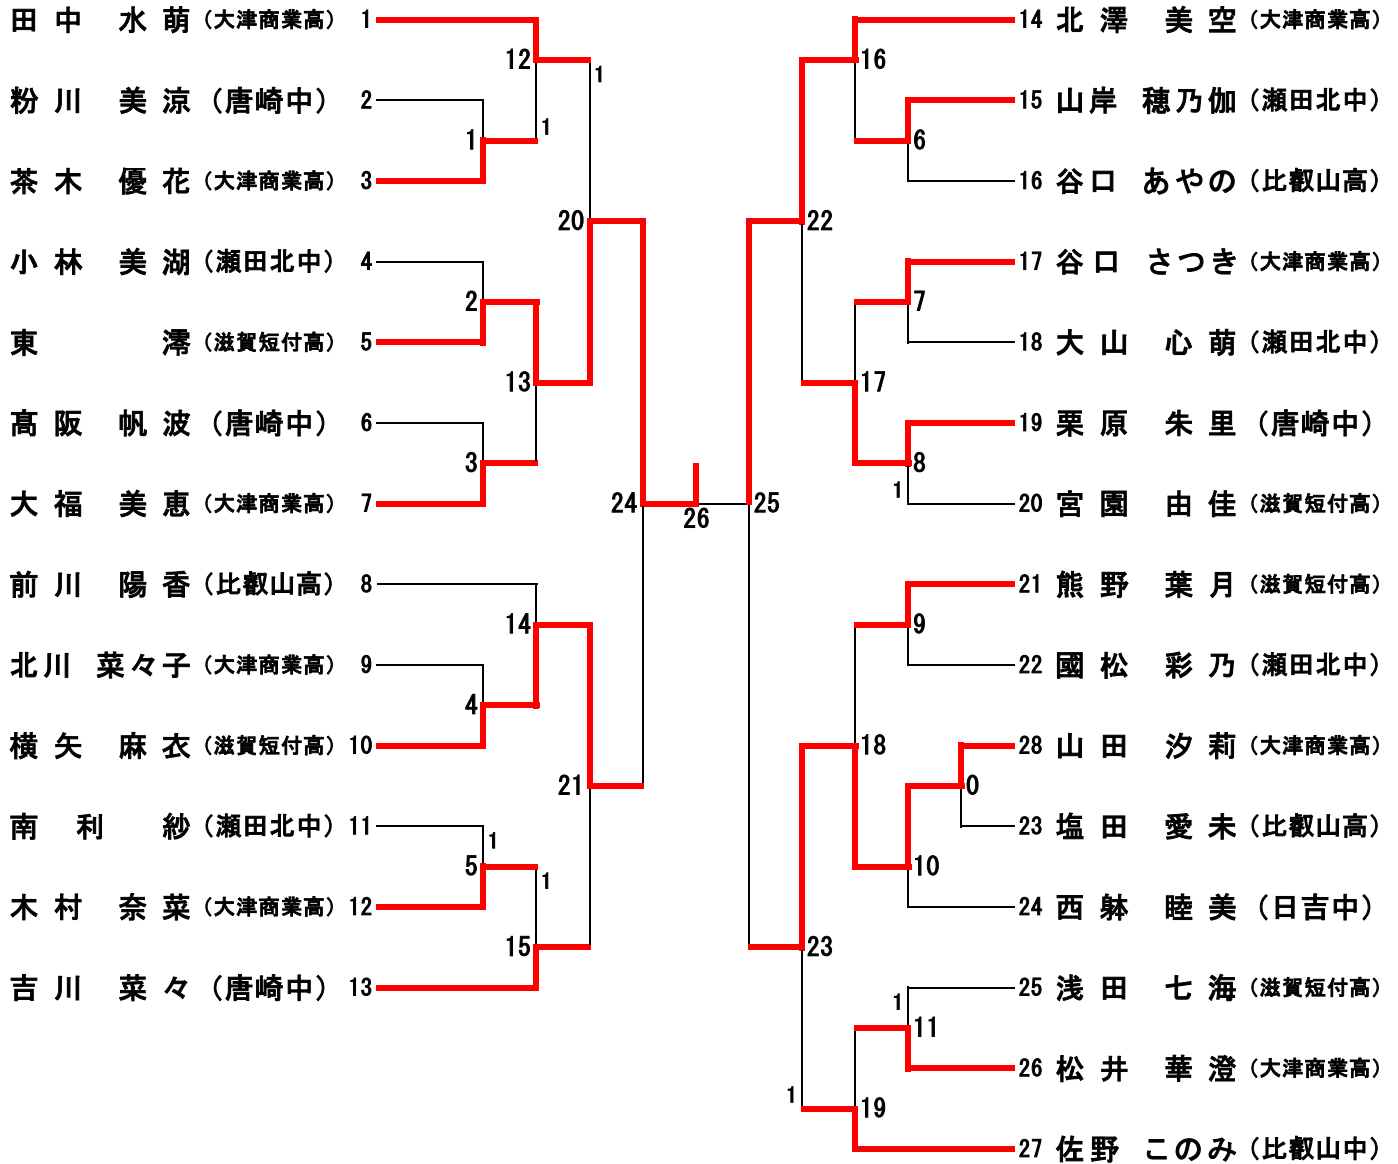 田中 水萌 (大津商業高) 1
粉川 美涼 (唐崎中) 2
茶木 優花 (大津商業高) 3
小林 美湖 (瀬田北中) 4
東 澪 (滋賀短付高) 5
髙阪 帆波 (唐崎中) 6
大福 美恵 (大津商業高) 7
前川 陽香 (比叡山高) 8
北川 菜々子 (大津商業高) 9
横矢 麻衣 (滋賀短付高) 10
南利 紗 (瀬田北中) 11
木村 奈菜 (大津商業高) 12
吉川 菜々 (唐崎中) 13
12
1
1
1
20
2
13
3
24
14
4
21
1
5
1
15
26
16
6
22
7
17
8
1
25
9
18
0
10
23
1
11
1
19
14 北澤 美空 (大津商業高)
15 山岸 穂乃伽 (瀬田北中)
16 谷口 あやの (比叡山高)
17 谷口 さつき (大津商業高)
18 大山 心萌 (瀬田北中)
19 栗原 朱里 (唐崎中)
20 宮園 由佳 (滋賀短付高)
21 熊野 葉月 (滋賀短付高)
22 國松 彩乃 (瀬田北中)
28 山田 汐莉 (大津商業高)
23 塩田 愛未 (比叡山高)
24 西躰 睦美 (日吉中)
25 浅田 七海 (滋賀短付高)
26 松井 華澄 (大津商業高)
27 佐野 このみ (比叡山中)